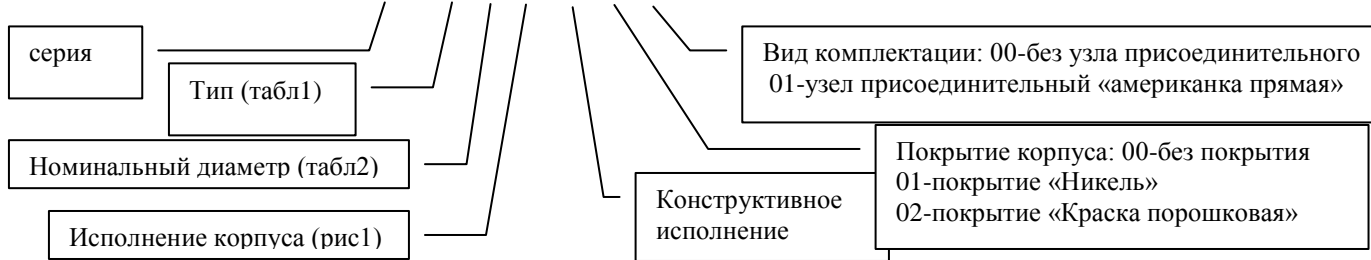 серия
Тип (табл1)
Номинальный диаметр (табл2)
Исполнение корпуса (рис1)
Вид комплектации: 00-без узла присоединительного
01-узел присоединительный «американка прямая»
Покрытие корпуса: 00-без покрытия
01-покрытие «Никель»
02-покрытие «Краска порошковая»
Конструктивное
исполнение